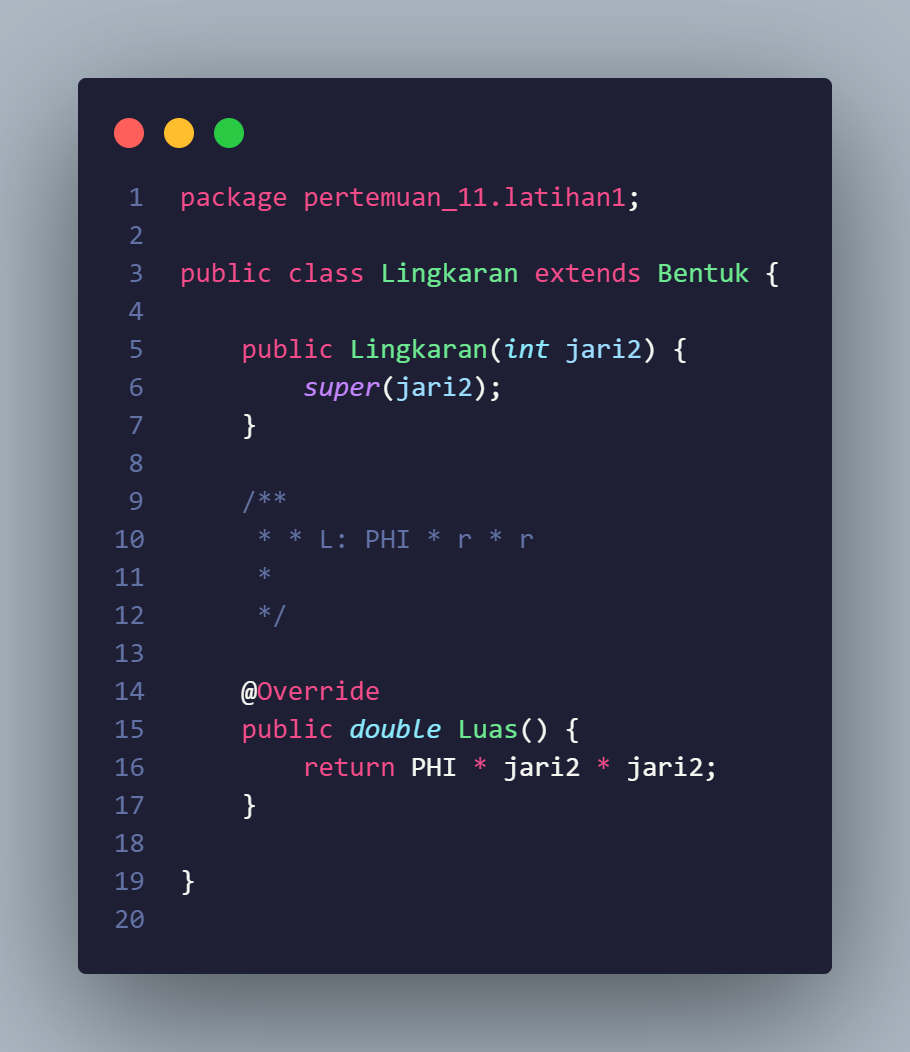 1 package pertemuan_11.latihan1;
2
3 public class Lingkaran extends Bentuk {
4
5     public Lingkaran(int jari2) {
6         super(jari2);
7     }
8
9     /**
10      * * L: PHI * r * r
11      *
12      */
13
14     @Override
15     public double Luas() {
16         return PHI * jari2 * jari2;
17     }
18
19 }
20